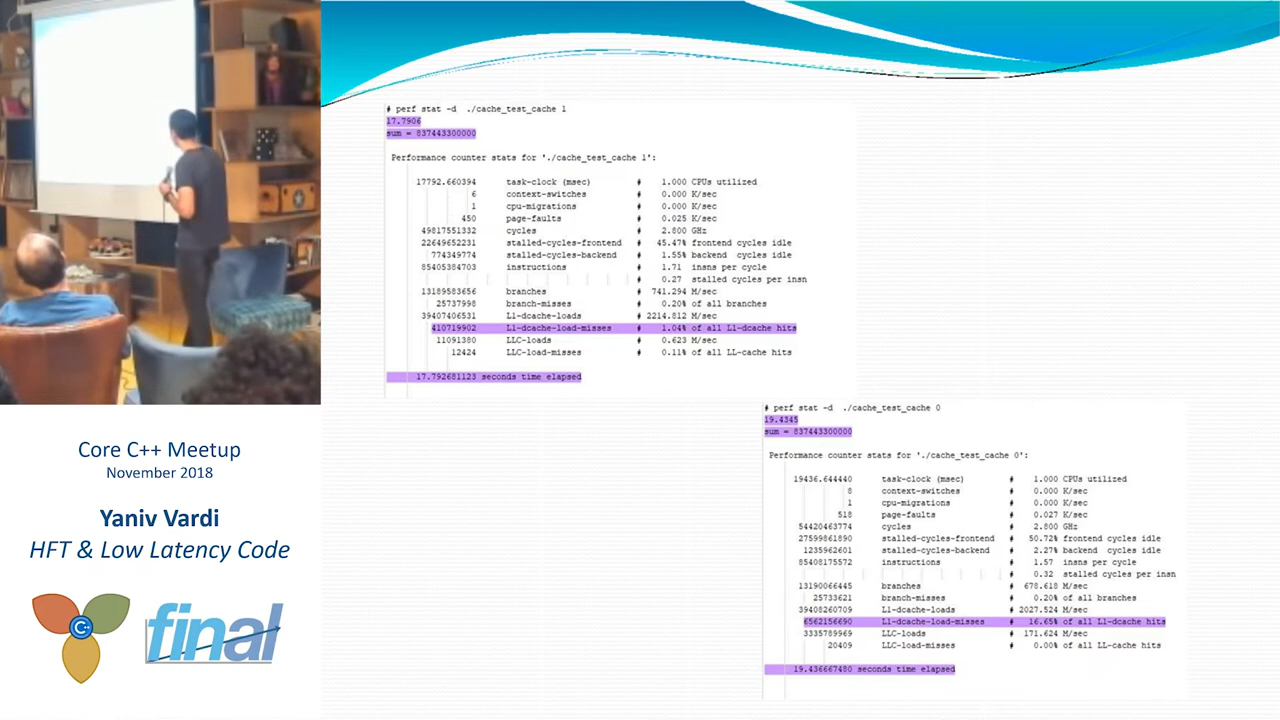 # perf stat -d ./cache_test_cache 1
17.7906
sum = 837443300000
Performance counter stats for './cache_test_cache 1':
17792.660394 task-clock (msec) # 1.000 CPUs utilized
6 context-switches # 0.000 K/sec
1 cpu-migrations # 0.000 K/sec
450 page-faults # 0.025 K/sec
49817551332 cycles # 2.800 GHz
22649652231 stalled-cycles-frontend # 45.47% frontend cycles idle
774349774 stalled-cycles-backend # 1.55% backend cycles idle
85405384703 instructions # 1.71 insns per cycle
# 0.27 stalled cycles per insn
13189583656 branches # 741.294 M/sec
25737998 branch-misses # 0.20% of all branches
39407406531 L1-dcache-loads # 2214.812 M/sec
410719902 L1-dcache-load-misses # 1.04% of all L1-dcache hits
11091380 LLC-loads # 0.623 M/sec
12424 LLC-load-misses # 0.11% of all LL-cache hits
17.792681123 seconds time elapsed
# perf stat -d ./cache_test_cache 0
19.4345
sum = 837443300000
Performance counter stats for './cache_test_cache 0':
19436.644440 task-clock (msec) # 1.000 CPUs utilized
8 context-switches # 0.000 K/sec
1 cpu-migrations # 0.000 K/sec
518 page-faults # 0.027 K/sec
54420463774 cycles # 2.800 GHz
27599861890 stalled-cycles-frontend # 50.72% frontend cycles idle
1235962601 stalled-cycles-backend # 2.27% backend cycles idle
85408175572 instructions # 1.57 insns per cycle
# 0.32 stalled cycles per insn
13190066445 branches # 678.618 M/sec
25733621 branch-misses # 0.20% of all branches
39408260709 L1-dcache-loads # 2027.524 M/sec
6562156690 L1-dcache-load-misses # 16.65% of all L1-dcache hits
3335789969 LLC-loads # 171.624 M/sec
20409 LLC-load-misses # 0.00% of all LL-cache hits
19.436667480 seconds time elapsed
Core C++ Meetup
November 2018
Yaniv Vardi
HFT & Low Latency Code
C++
final